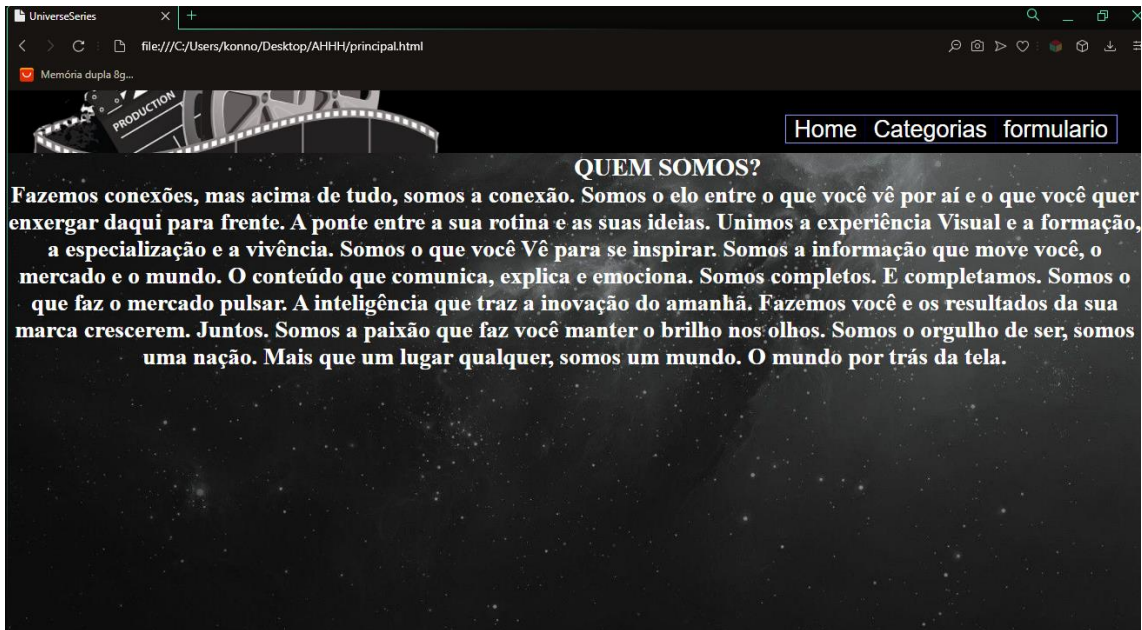 UniverseSeries
file:///C:/Users/konno/Desktop/AHHH/principal.html
Memória dupla 8g...
PRODUCTION
Home Categorias formulario
QUEM SOMOS?
Fazemos conexões, mas acima de tudo, somos a conexão. Somos o elo entre o que você vê por aí e o que você quer
enxergar daqui para frente. A ponte entre a sua rotina e as suas ideias. Unimos a experiência Visual e a formação,
a especialização e a vivência. Somos o que você Vê para se inspirar. Somos a informação que move você, o
mercado e o mundo. O conteúdo que comunica, explica e emociona. Somos completos. E completamos. Somos o
que faz o mercado pulsar. A inteligência que traz a inovação do amanhã. Fazemos você e os resultados da sua
marca crescerem. Juntos. Somos a paixão que faz você manter o brilho nos olhos. Somos o orgulho de ser, somos
uma nação. Mais que um lugar qualquer, somos um mundo. O mundo por trás da tela.